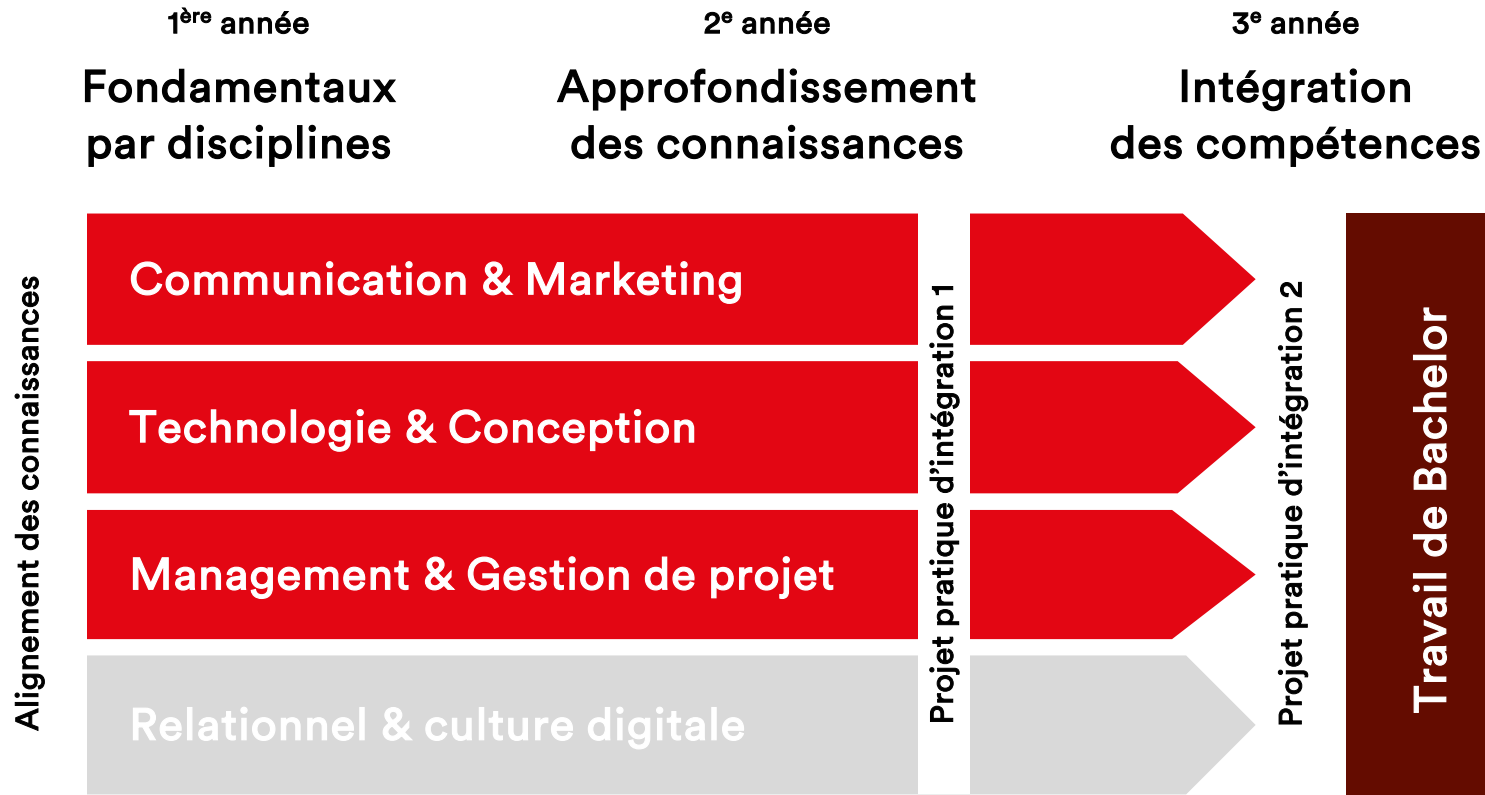 1ère année
2e année
3e année
Fondamentaux
par disciplines
Approfondissement
des connaissances
Intégration
des compétences
Alignement des connaissances
Communication & Marketing
Technologie & Conception
Management & Gestion de projet
Relationnel & culture digitale
Projet pratique d’intégration 1
Projet pratique d’intégration 2
Travail de Bachelor